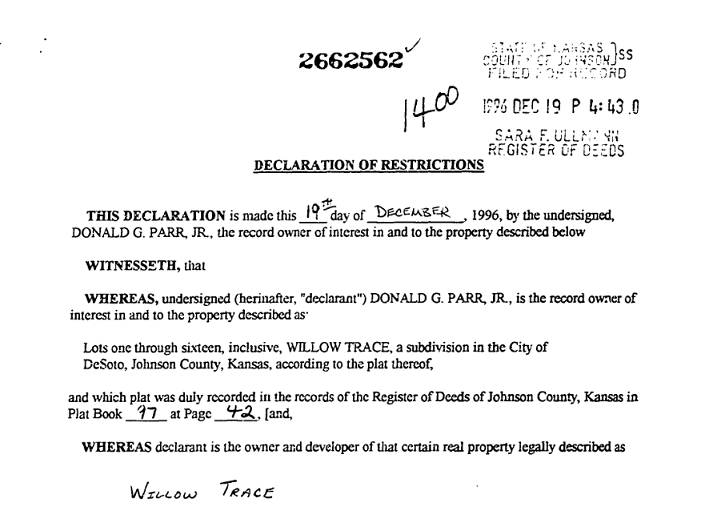 2662562
STATE OF KANSAS
COUNTY OF JOHNSON } SS
FILED FOR RECORD
1400
1996 DEC 19 P 4:43.0
SARA F. ULLMANN
REGISTER OF DEEDS
DECLARATION OF RESTRICTIONS
THIS DECLARATION is made this 19th day of DECEMBER, 1996, by the undersigned,
DONALD G. PARR, JR., the record owner of interest in and to the property described below
WITNESSETH, that
WHEREAS, undersigned (herinafter, "declarant") DONALD G. PARR, JR., is the record owner of
interest in and to the property described as·
Lots one through sixteen, inclusive, WILLOW TRACE, a subdivision in the City of
DeSoto, Johnson County, Kansas, according to the plat thereof,
and which plat was duly recorded in the records of the Register of Deeds of Johnson County, Kansas in
Plat Book 97 at Page 42, [and,
WHEREAS declarant is the owner and developer of that certain real property legally described as
WILLOW TRACE